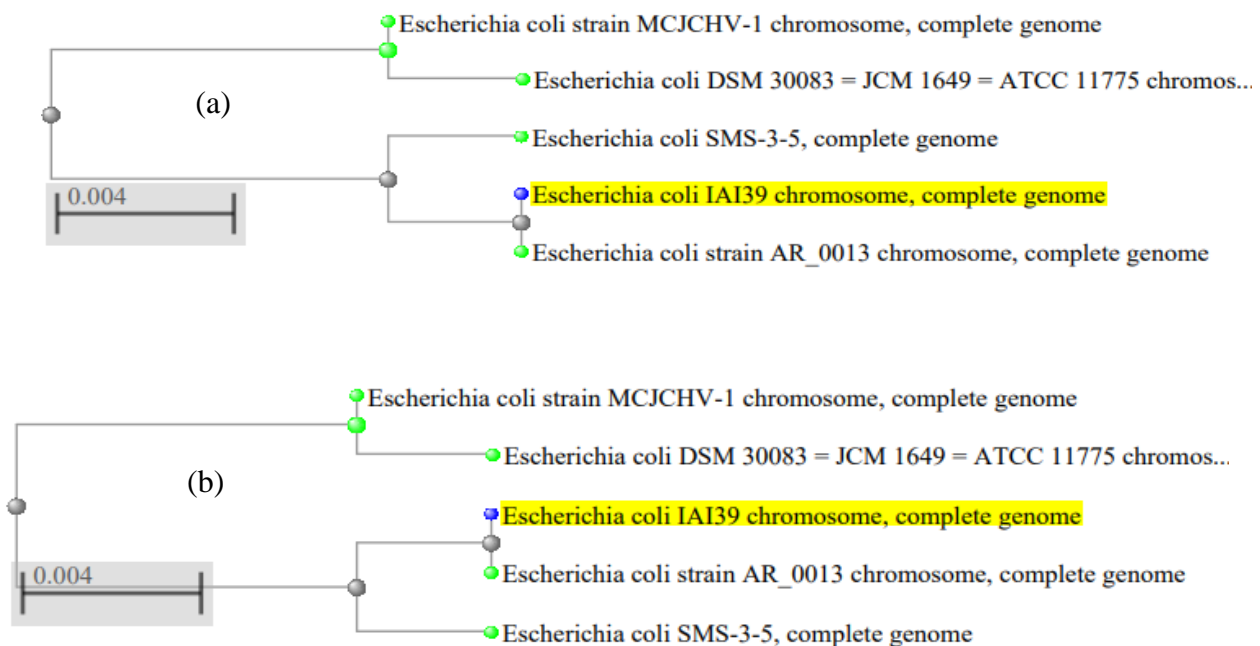 Escherichia coli strain MCJCHV-1 chromosome, complete genome
Escherichia coli DSM 30083 = JCM 1649 = ATCC 11775 chromos...
(a)
Escherichia coli SMS-3-5, complete genome
0.004
Escherichia coli IAI39 chromosome, complete genome
Escherichia coli strain AR_0013 chromosome, complete genome
Escherichia coli strain MCJCHV-1 chromosome, complete genome
Escherichia coli DSM 30083 = JCM 1649 = ATCC 11775 chromos...
(b)
Escherichia coli IAI39 chromosome, complete genome
0.004
Escherichia coli strain AR_0013 chromosome, complete genome
Escherichia coli SMS-3-5, complete genome